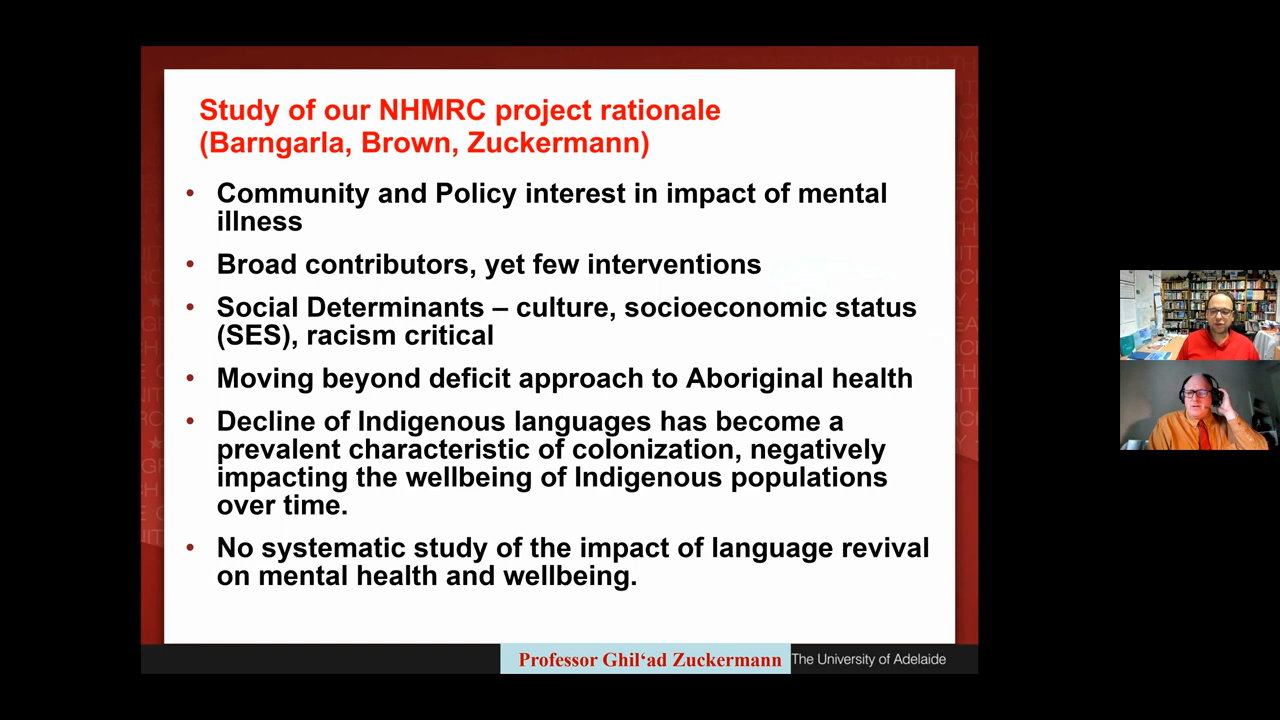 Study of our NHMRC project rationale
(Barngarla, Brown, Zuckermann)
• Community and Policy interest in impact of mental
illness
• Broad contributors, yet few interventions
• Social Determinants – culture, socioeconomic status
(SES), racism critical
• Moving beyond deficit approach to Aboriginal health
• Decline of Indigenous languages has become a
prevalent characteristic of colonization, negatively
impacting the wellbeing of Indigenous populations
over time.
• No systematic study of the impact of language revival
on mental health and wellbeing.
Professor Ghil‘ad Zuckermann
The University of Adelaide